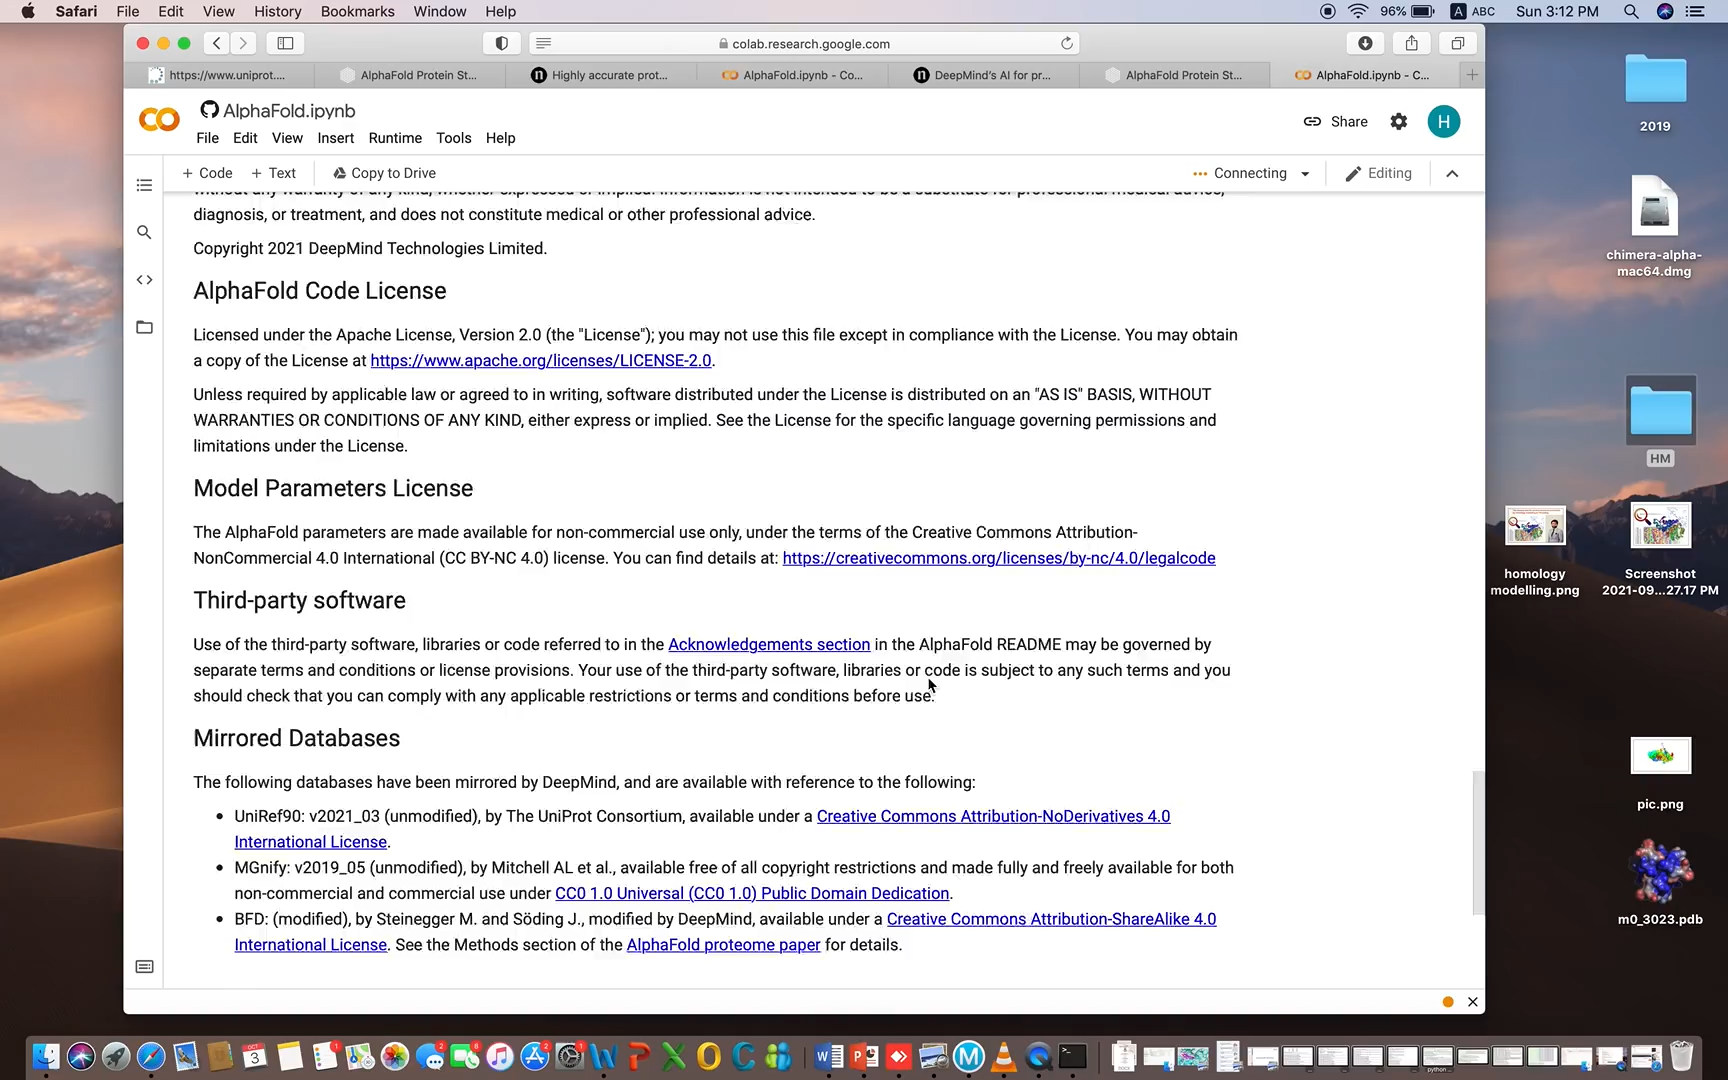 Safari File Edit View History Bookmarks Window Help
96% A ABC Sun 3:12 PM
colab.research.google.com
https://www.uniprot.... AlphaFold Protein St... Highly accurate prot... AlphaFold.ipynb - Co... DeepMind's AI for pr... AlphaFold Protein St... AlphaFold.ipynb - C...
AlphaFold.ipynb
File Edit View Insert Runtime Tools Help
Share H
+ Code + Text Copy to Drive Connecting Editing
diagnosis, or treatment, and does not constitute medical or other professional advice.
Copyright 2021 DeepMind Technologies Limited.
AlphaFold Code License
Licensed under the Apache License, Version 2.0 (the "License"); you may not use this file except in compliance with the License. You may obtain
a copy of the License at https://www.apache.org/licenses/LICENSE-2.0.
Unless required by applicable law or agreed to in writing, software distributed under the License is distributed on an "AS IS" BASIS, WITHOUT
WARRANTIES OR CONDITIONS OF ANY KIND, either express or implied. See the License for the specific language governing permissions and
limitations under the License.
Model Parameters License
The AlphaFold parameters are made available for non-commercial use only, under the terms of the Creative Commons Attribution-
NonCommercial 4.0 International (CC BY-NC 4.0) license. You can find details at: https://creativecommons.org/licenses/by-nc/4.0/legalcode
Third-party software
Use of the third-party software, libraries or code referred to in the Acknowledgements section in the AlphaFold README may be governed by
separate terms and conditions or license provisions. Your use of the third-party software, libraries or code is subject to any such terms and you
should check that you can comply with any applicable restrictions or terms and conditions before use.
Mirrored Databases
The following databases have been mirrored by DeepMind, and are available with reference to the following:
• UniRef90: v2021_03 (unmodified), by The UniProt Consortium, available under a Creative Commons Attribution-NoDerivatives 4.0
International License.
• MGnify: v2019_05 (unmodified), by Mitchell AL et al., available free of all copyright restrictions and made fully and freely available for both
non-commercial and commercial use under CC0 1.0 Universal (CC0 1.0) Public Domain Dedication.
• BFD: (modified), by Steinegger M. and Söding J., modified by DeepMind, available under a Creative Commons Attribution-ShareAlike 4.0
International License. See the Methods section of the AlphaFold proteome paper for details.
2019
chimera-alpha-
mac64.dmg
HM
homology
modelling.png
Screenshot
2021-09...27.17 PM
pic.png
m0_3023.pdb